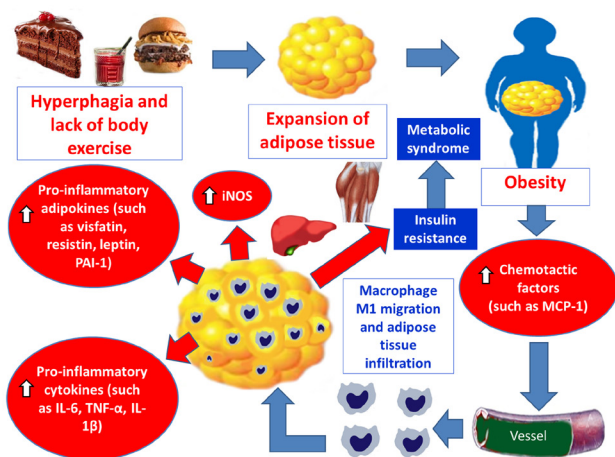 Hyperphagia and
lack of body
exercise
Expansion of
adipose tissue
Metabolic
syndrome
Obesity
Pro-inflammatory
adipokines (such
as visfatin,
resistin, leptin,
PAI-1)
iNOS
Insulin
resistance
Chemotactic
factors
(such as MCP-1)
Macrophage
M1 migration
and adipose
tissue
infiltration
Pro-inflammatory
cytokines (such
as IL-6, TNF-α, IL-
1β)
Vessel